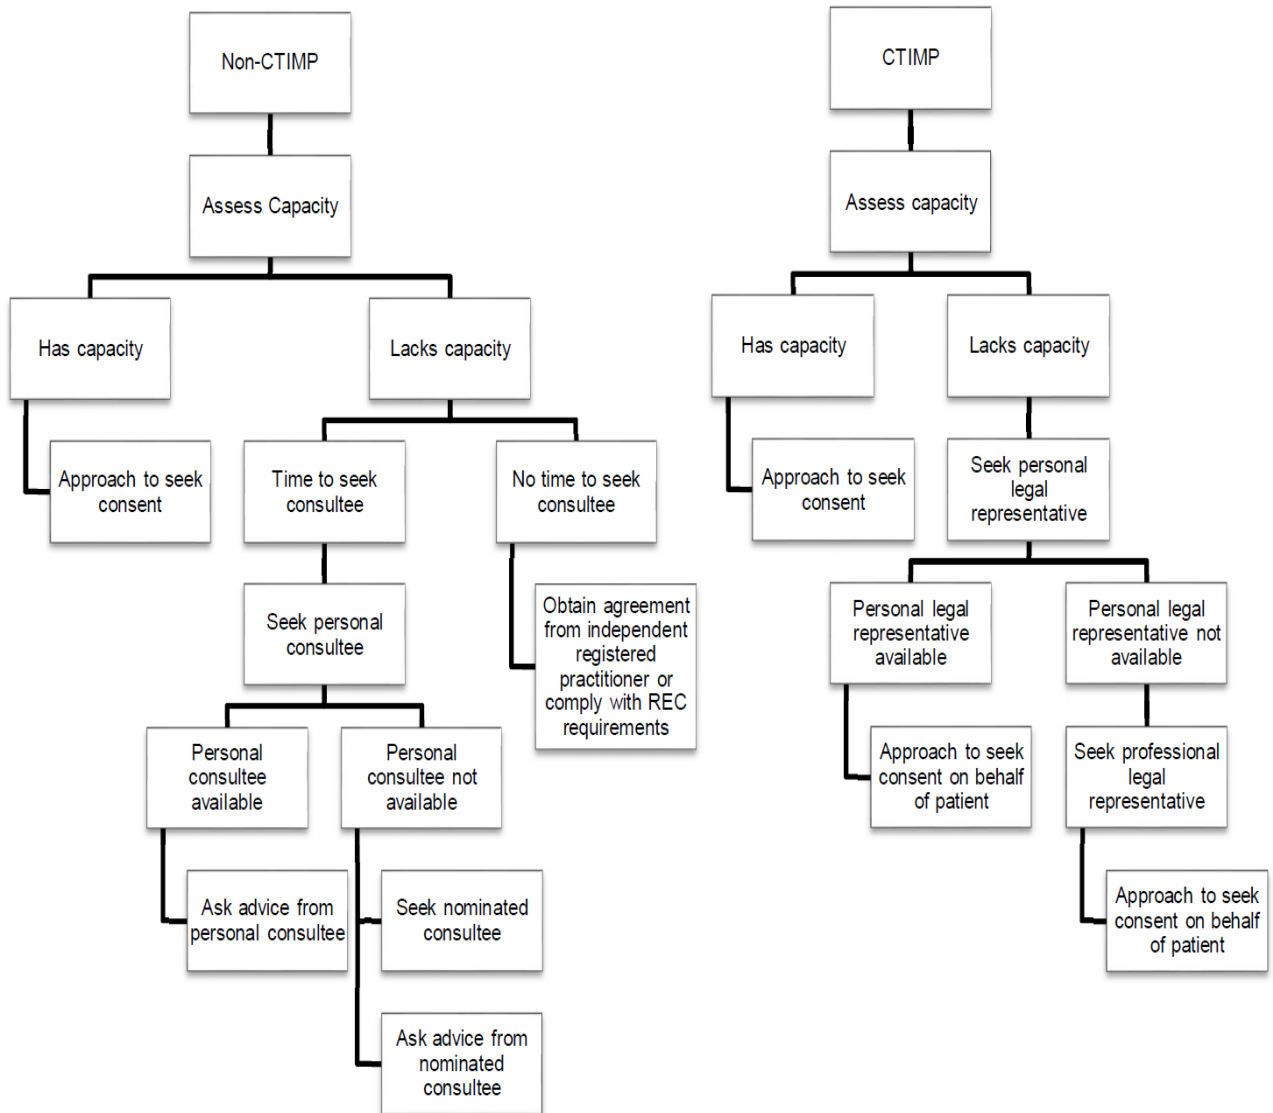 Non-CTIMP
Assess Capacity
Has capacity
Lacks capacity
Approach to seek
consent
Time to seek
consultee
No time to seek
consultee
Seek personal
consultee
Obtain agreement
from independent
registered
practitioner or
comply with REC
requirements
Personal
consultee
available
Personal
consultee not
available
Ask advice from
personal consultee
Seek nominated
consultee
Ask advice from
nominated
consultee
CTIMP
Assess capacity
Has capacity
Lacks capacity
Approach to seek
consent
Seek personal
legal
representative
Personal legal
representative
available
Personal legal
representative not
available
Approach to seek
consent on behalf
of patient
Seek professional
legal
representative
Approach to seek
consent on behalf
of patient